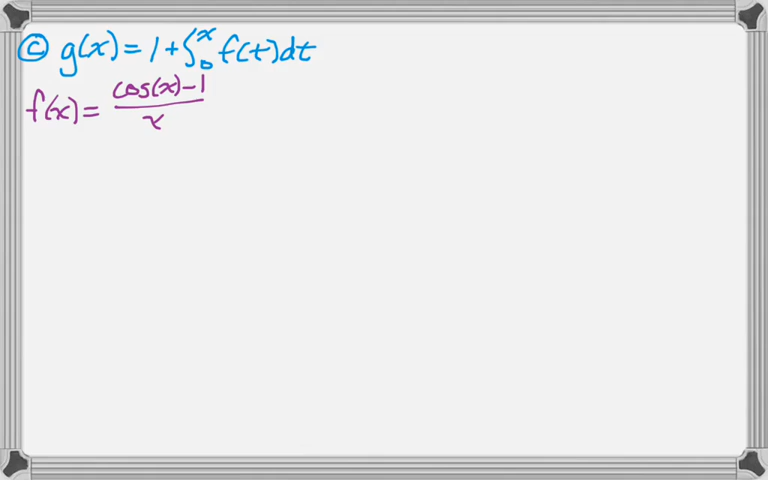 ⓒ g(x) = 1 + ∫₀ˣ f(t)dt
f(x) = (cos(x) - 1)/x